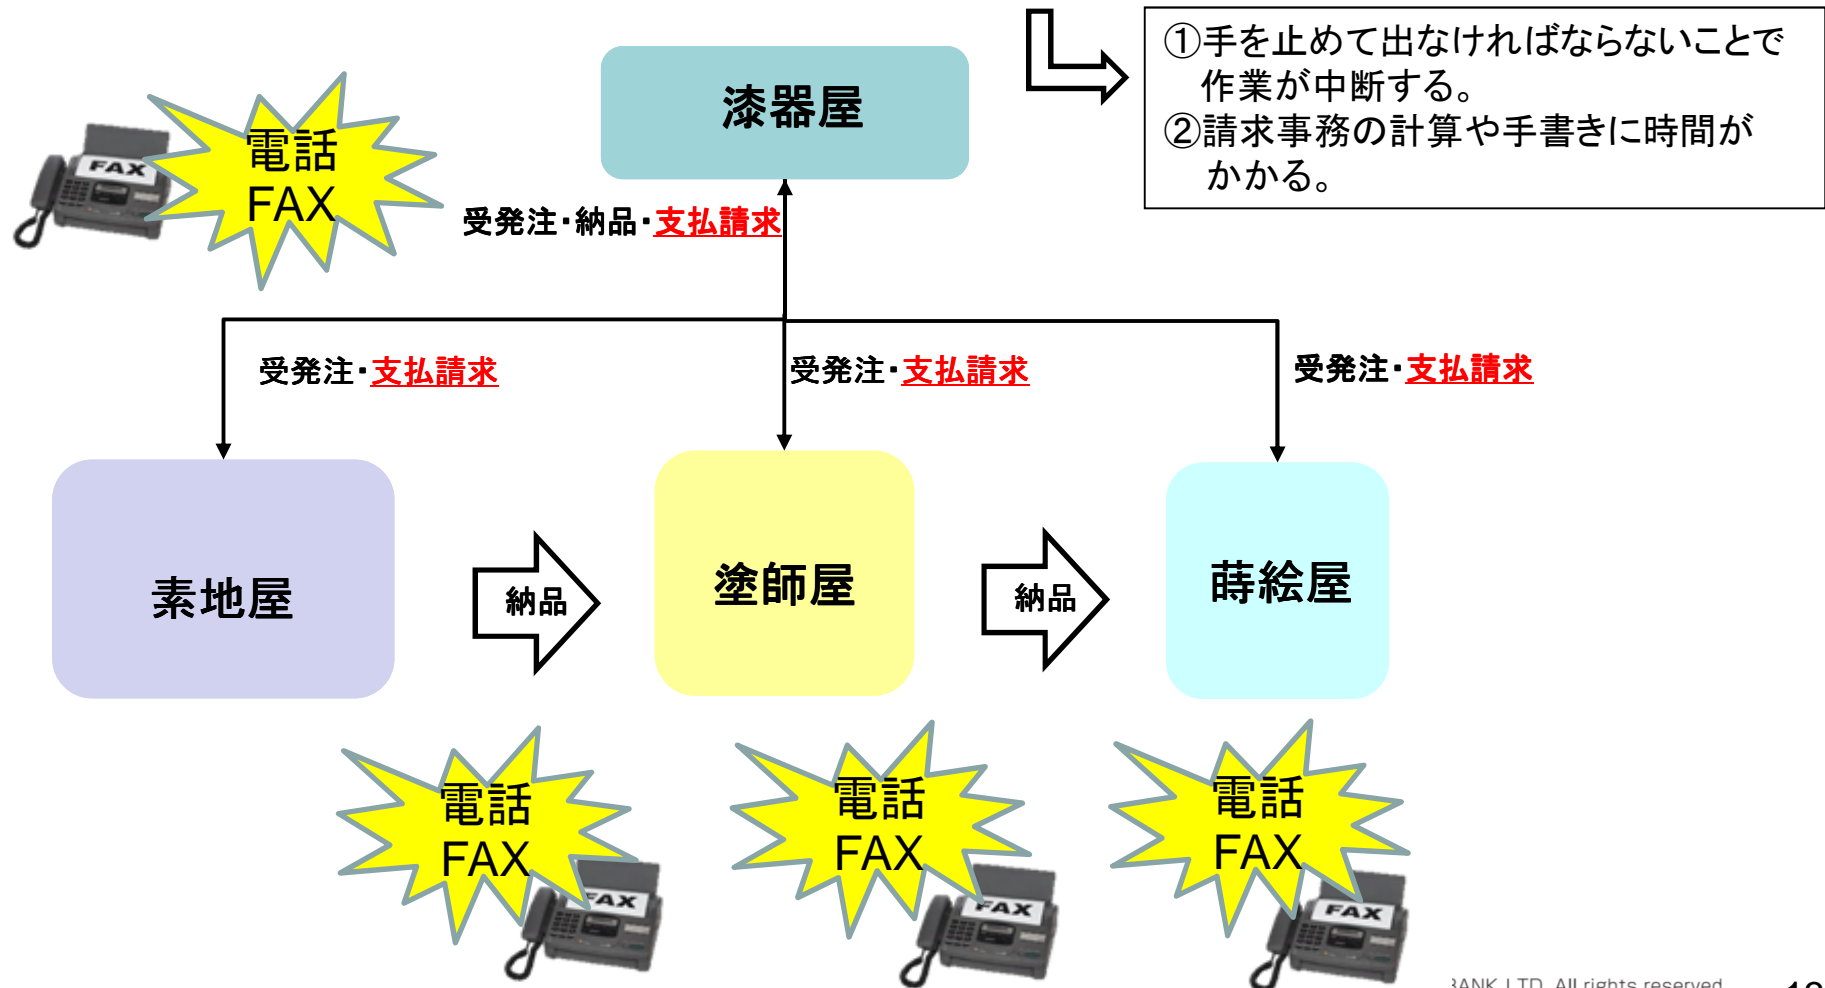 ①手を止めて出なければならないことで
作業が中断する。
②請求事務の計算や手書きに時間が
かかる。
漆器屋
電話
FAX
FAX
受発注・納品・支払請求
受発注・支払請求
受発注・支払請求
受発注・支払請求
素地屋
納品
塗師屋
納品
蒔絵屋
電話
FAX
FAX
電話
FAX
FAX
電話
FAX
FAX
BANK LTD. All rights reserved